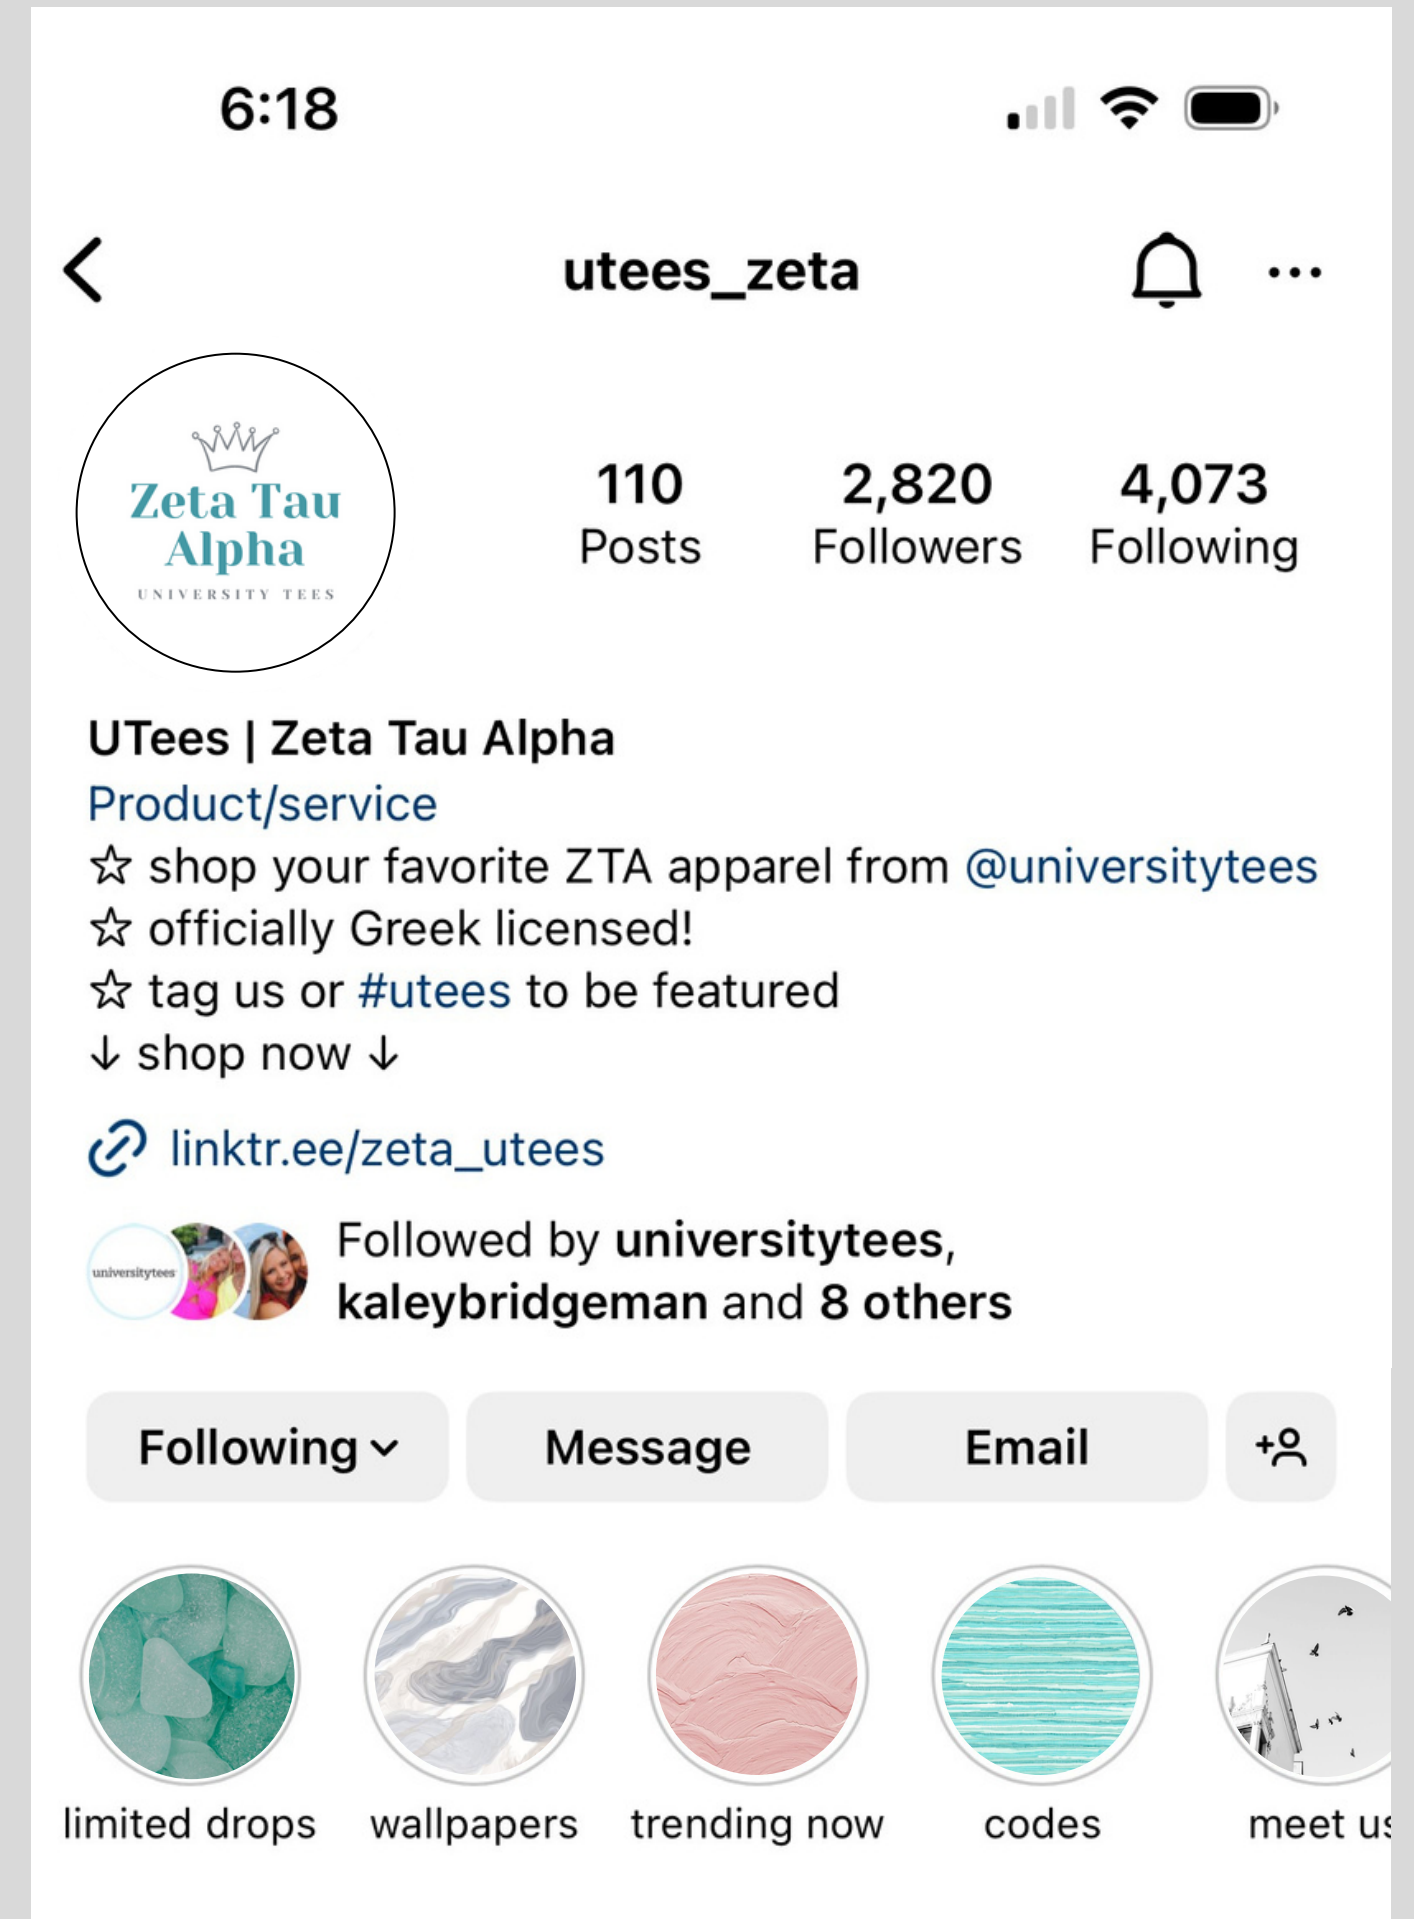 6:18
utees_zeta
Zeta Tau
Alpha
UNIVERSITY TEES
110
Posts
2,820
Followers
4,073
Following
UTees | Zeta Tau Alpha
Product/service
☆ shop your favorite ZTA apparel from @universitytees
☆ officially Greek licensed!
☆ tag us or #utees to be featured
↓ shop now ↓
linktr.ee/zeta_utees
universitytees
Followed by universitytees,
kaleybridgeman and 8 others
Following
Message
Email
limited drops
wallpapers
trending now
codes
meet us